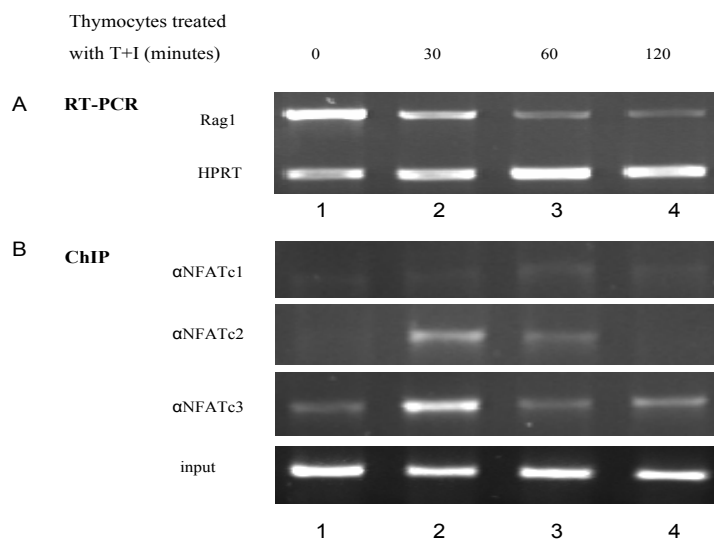 Thymocytes treated
with T+I (minutes) 0 30 60 120
A RT-PCR
Rag1
HPRT
1 2 3 4
B ChIP
αNFATc1
αNFATc2
αNFATc3
input
1 2 3 4